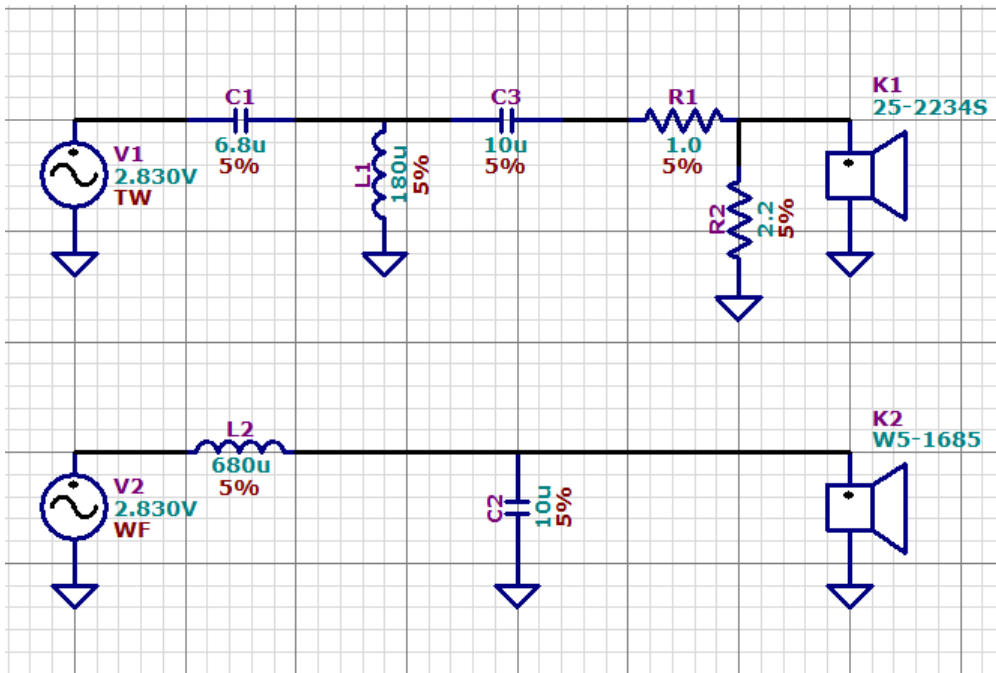 K1
25-2234S
C1
6.8u
5%
C3
10u
5%
R1
1.0
5%
V1
2.830V
TW
L1
180u
5%
R2
2.2
5%
K2
W5-1685
L2
680u
5%
V2
2.830V
WF
C2
10u
5%